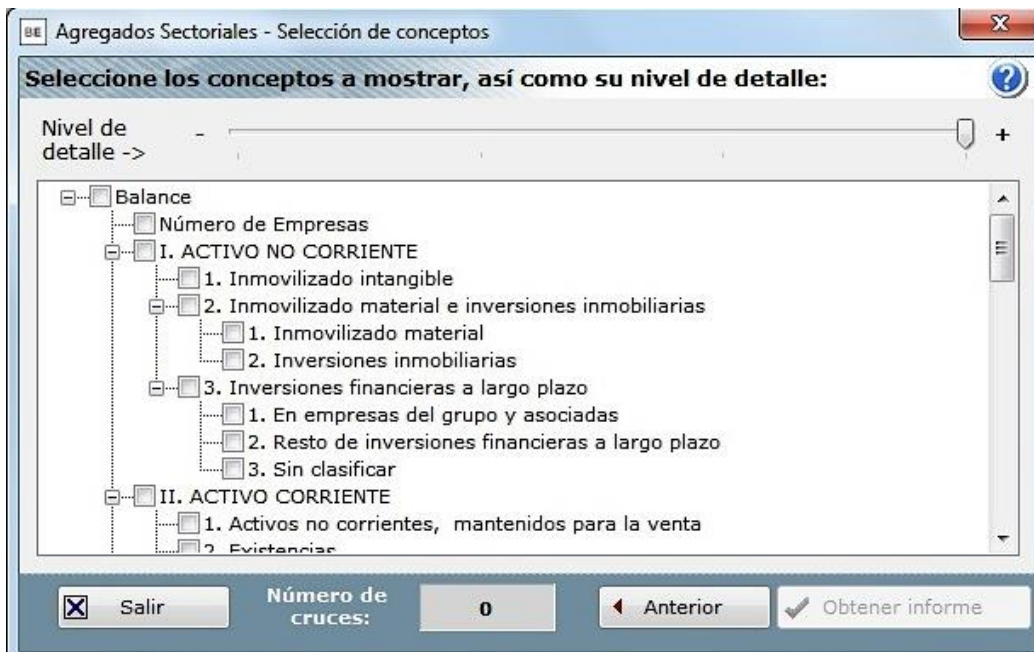 BE Agregados Sectoriales - Selección de conceptos
Seleccione los conceptos a mostrar, así como su nivel de detalle:
Nivel de
detalle -> - +
Balance
Número de Empresas
I. ACTIVO NO CORRIENTE
1. Inmovilizado intangible
2. Inmovilizado material e inversiones inmobiliarias
1. Inmovilizado material
2. Inversiones inmobiliarias
3. Inversiones financieras a largo plazo
1. En empresas del grupo y asociadas
2. Resto de inversiones financieras a largo plazo
3. Sin clasificar
II. ACTIVO CORRIENTE
1. Activos no corrientes, mantenidos para la venta
2. Existencias
Salir
Número de
cruces:
0
Anterior
Obtener informe